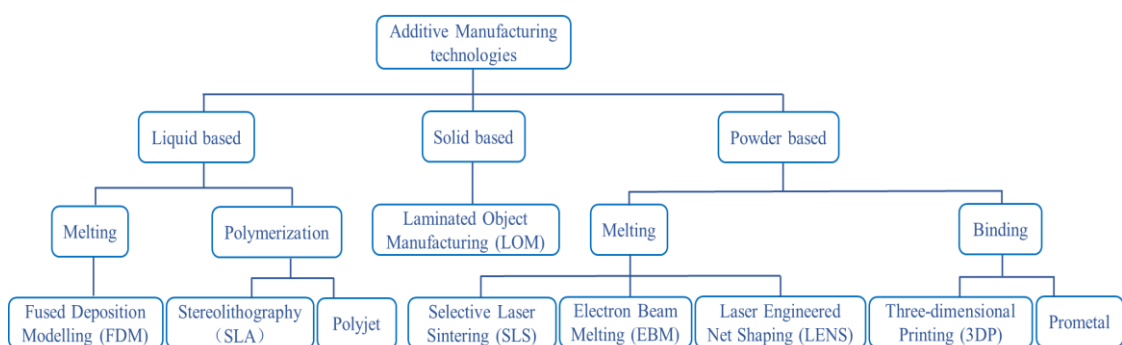 Additive Manufacturing
technologies
Liquid based
Solid based
Powder based
Melting
Polymerization
Laminated Object
Manufacturing (LOM)
Melting
Binding
Fused Deposition
Modelling (FDM)
Stereolithography
(SLA）
Polyjet
Selective Laser
Sintering (SLS)
Electron Beam
Melting (EBM)
Laser Engineered
Net Shaping (LENS)
Three-dimensional
Printing (3DP)
Prometal